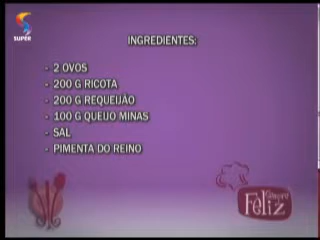 SUPER
INGREDIENTES:
- 2 OVOS
- 200 G RICOTA
- 200 G REQUEIJÃO
- 100 G QUEIJO MINAS
- SAL
- PIMENTA DO REINO
Feliz